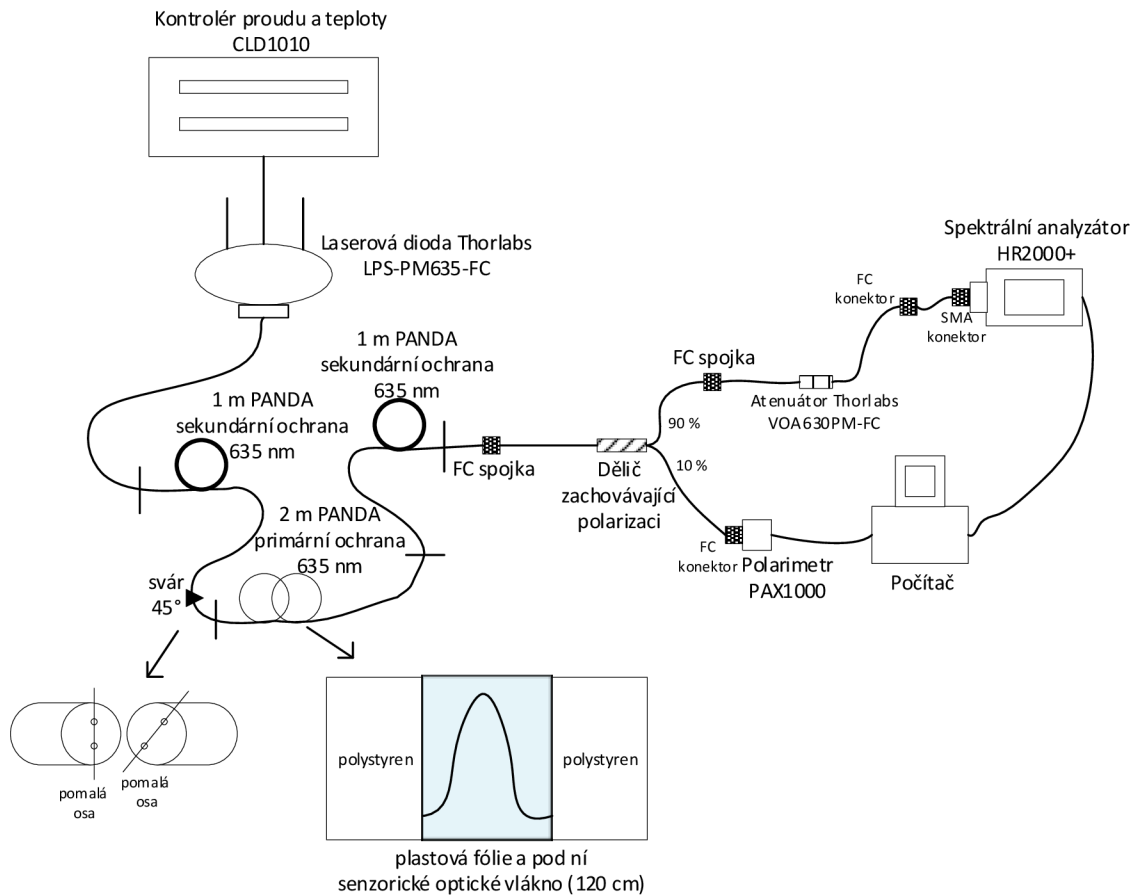 Kontrolér proudu a teploty
CLD1010
Laserová dioda Thorlabs
LPS-PM635-FC
1 m PANDA
sekundární ochrana
635 nm
1 m PANDA
sekundární ochrana
635 nm
2 m PANDA
primární ochrana
635 nm
svár
45°
FC spojka
Dělič
zachovávající
polarizaci
90 %
10 %
FC spojka
Atenuátor Thorlabs
VOA630PM-FC
FC
konektor
SMA
konektor
Spektrální analyzátor
HR2000+
FC
konektor
Polarimetr
PAX1000
Počítač
pomalá
osa
pomalá
osa
polystyren
polystyren
plastová fólie a pod ní
senzorické optické vlákno (120 cm)